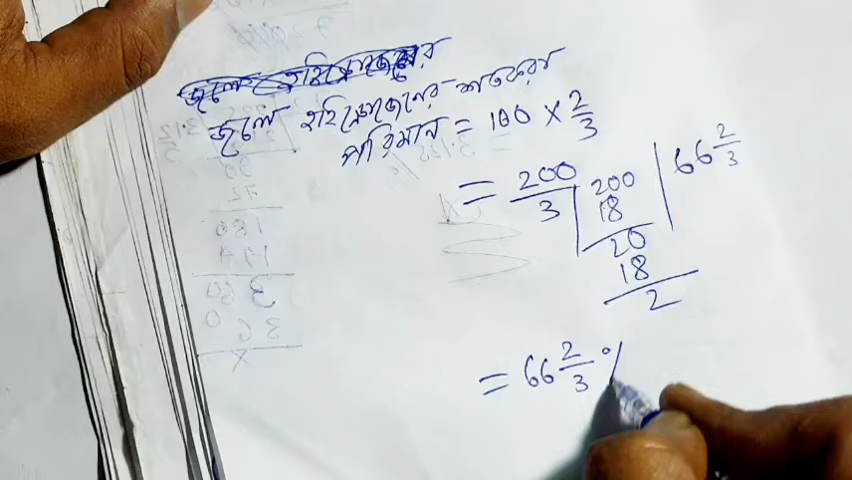 জলে হাইড্রোজেনের শতকরা
পরিমান = 100 × 2/3
= 200/3 | 200 | 66 2/3
18
20
18
2
= 66 2/3 %